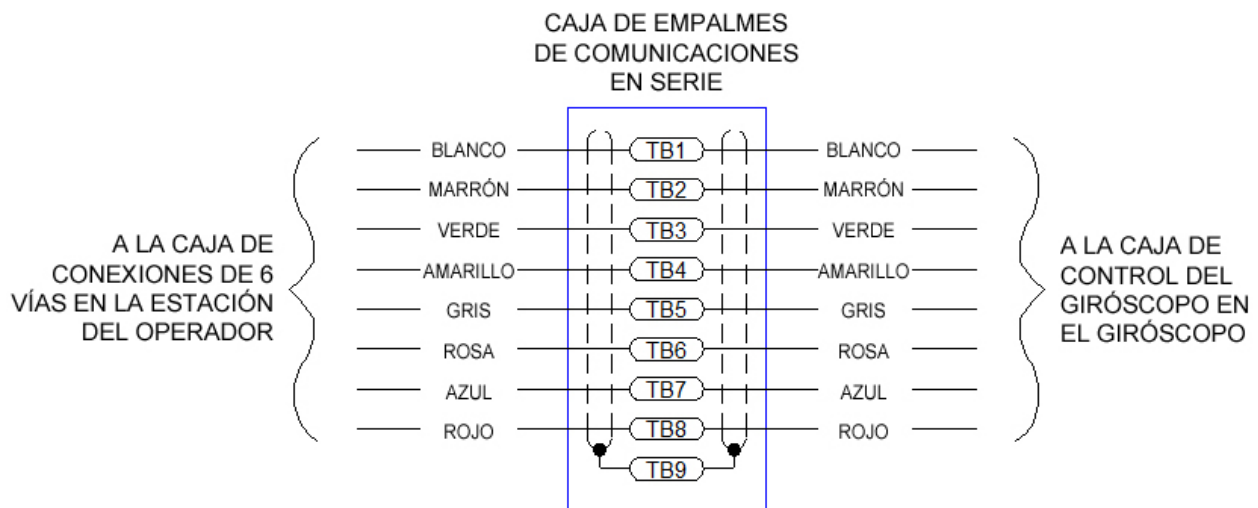 CAJA DE EMPALMES
DE COMUNICACIONES
EN SERIE
A LA CAJA DE
CONEXIONES DE 6
VÍAS EN LA ESTACIÓN
DEL OPERADOR
BLANCO TB1 BLANCO
MARRÓN TB2 MARRÓN
VERDE TB3 VERDE
AMARILLO TB4 AMARILLO
GRIS TB5 GRIS
ROSA TB6 ROSA
AZUL TB7 AZUL
ROJO TB8 ROJO
TB9
A LA CAJA DE
CONTROL DEL
GIRÓSCOPO EN
EL GIRÓSCOPO